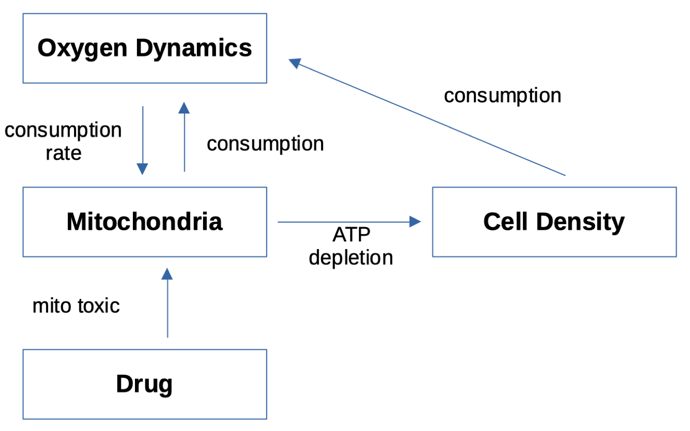 Oxygen Dynamics
consumption
consumption
rate
consumption
Mitochondria
Cell Density
ATP
depletion
mito toxic
Drug